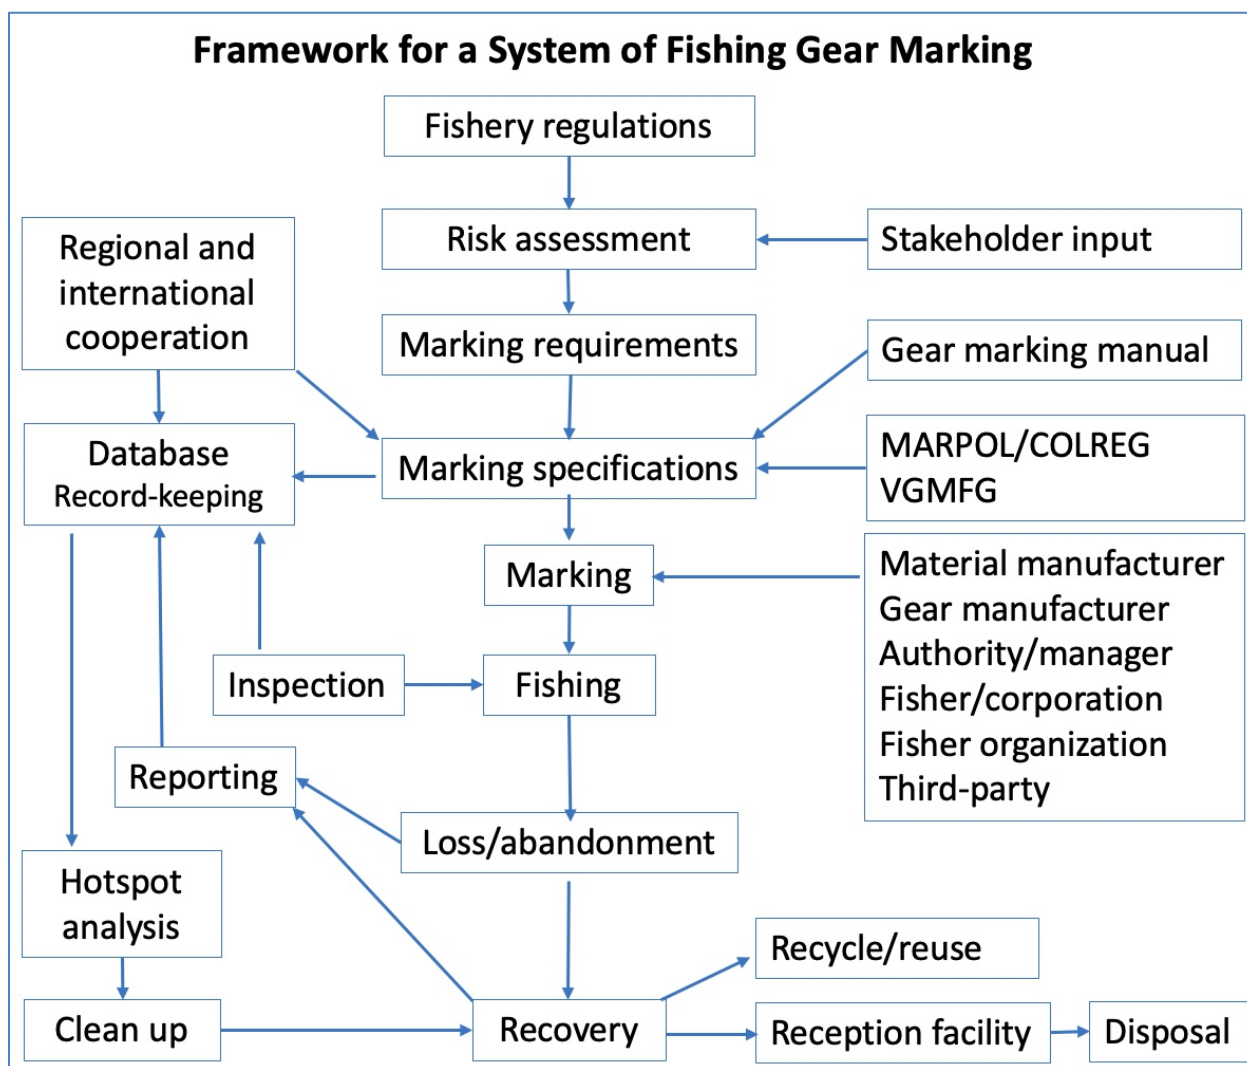 Framework for a System of Fishing Gear Marking
Fishery regulations
Risk assessment
Stakeholder input
Regional and
international
cooperation
Marking requirements
Gear marking manual
Database
Record-keeping
Marking specifications
MARPOL/COLREG
VGMFG
Marking
Material manufacturer
Gear manufacturer
Authority/manager
Fisher/corporation
Fisher organization
Third-party
Inspection
Fishing
Reporting
Loss/abandonment
Hotspot
analysis
Recycle/reuse
Clean up
Recovery
Reception facility
Disposal